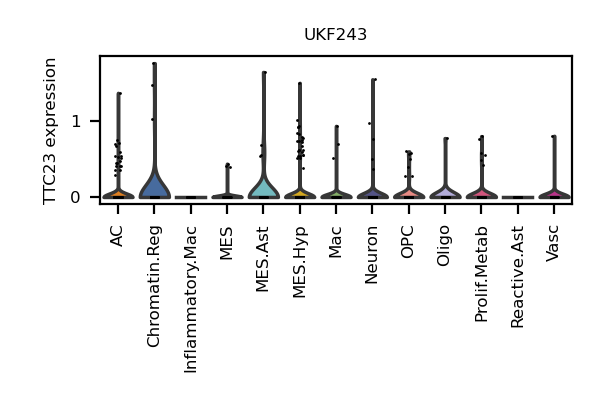 UKF243
TTC23 expression
1
0
AC
Chromatin.Reg
Inflammatory.Mac
MES
MES.Ast
MES.Hyp
Mac
Neuron
OPC
Oligo
Prolif.Metab
Reactive.Ast
Vasc